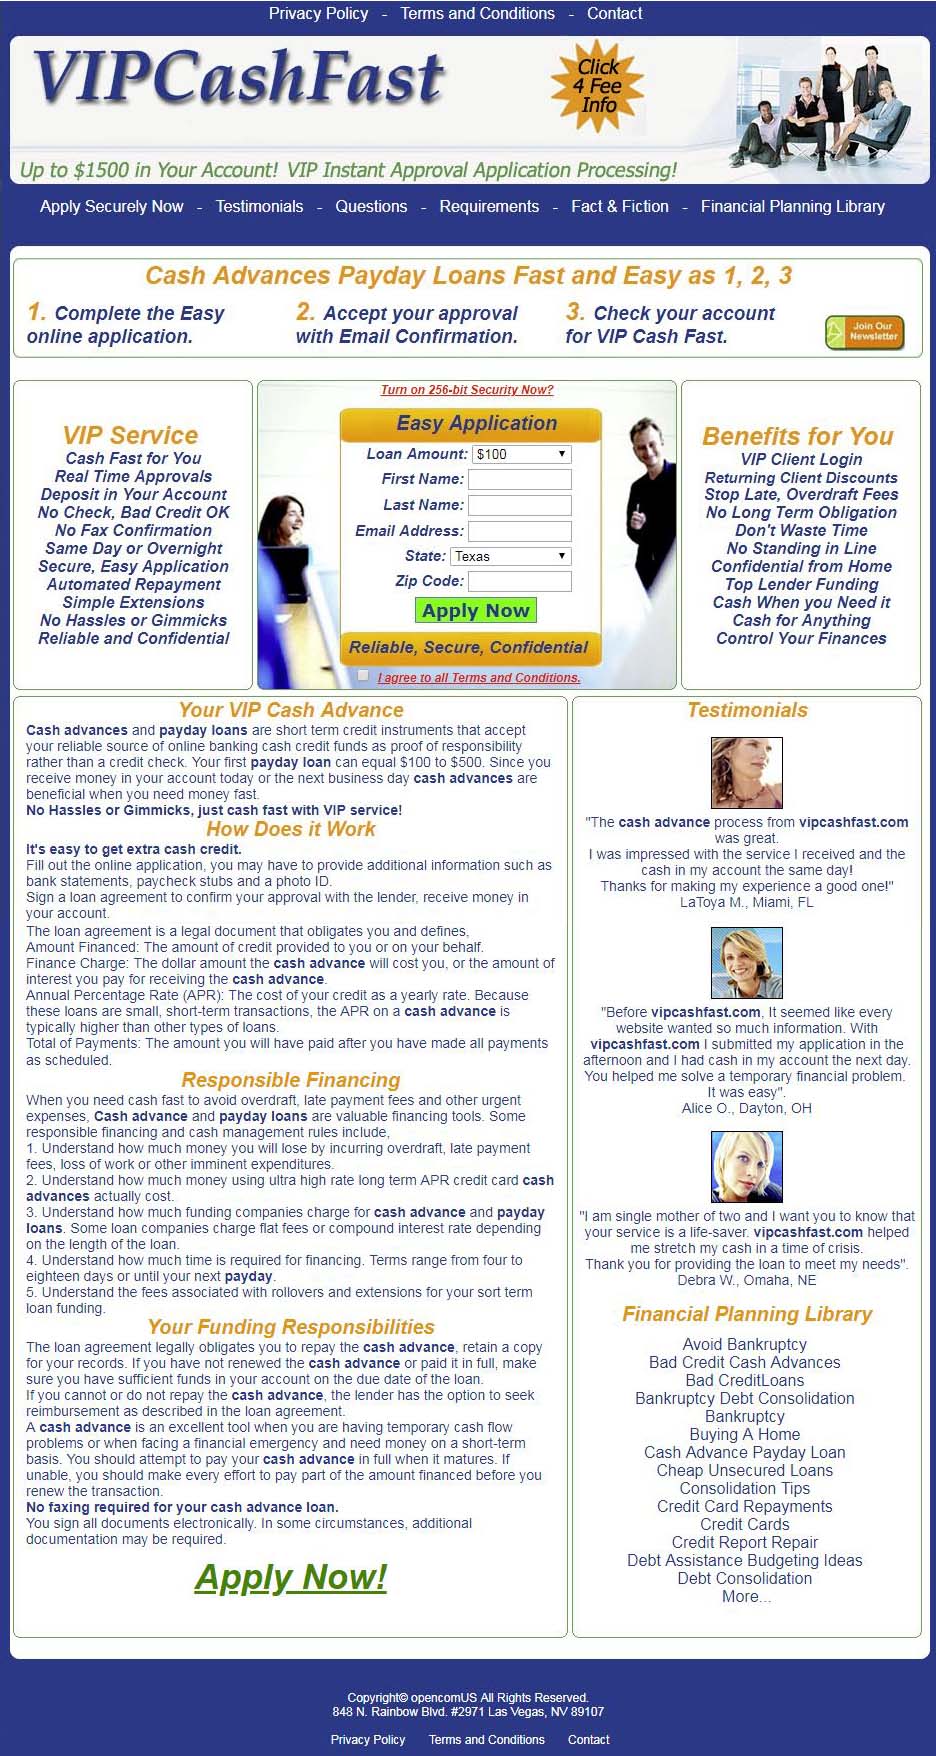 Privacy Policy - Terms and Conditions - Contact
VIPCashFast
Click
4 Fee
Info
Up to $1500 in Your Account! VIP Instant Approval Application Processing!
Apply Securely Now - Testimonials - Questions - Requirements - Fact & Fiction - Financial Planning Library
Cash Advances Payday Loans Fast and Easy as 1, 2, 3
1. Complete the Easy
online application.
2. Accept your approval
with Email Confirmation.
3. Check your account
for VIP Cash Fast.
Join Our
Newsletter
VIP Service
Cash Fast for You
Real Time Approvals
Deposit in Your Account
No Check, Bad Credit OK
No Fax Confirmation
Same Day or Overnight
Secure, Easy Application
Automated Repayment
Simple Extensions
No Hassles or Gimmicks
Reliable and Confidential
Turn on 256-bit Security Now?
Easy Application
Loan Amount: $100
First Name:
Last Name:
Email Address:
State: Texas
Zip Code:
Apply Now
Reliable, Secure, Confidential
I agree to all Terms and Conditions.
Benefits for You
VIP Client Login
Returning Client Discounts
Stop Late, Overdraft Fees
No Long Term Obligation
Don't Waste Time
No Standing in Line
Confidential from Home
Top Lender Funding
Cash When you Need it
Cash for Anything
Control Your Finances
Your VIP Cash Advance
Cash advances and payday loans are short term credit instruments that accept
your reliable source of online banking cash credit funds as proof of responsibility
rather than a credit check. Your first payday loan can equal $100 to $500. Since you
receive money in your account today or the next business day cash advances are
beneficial when you need money fast.
No Hassles or Gimmicks, just cash fast with VIP service!
How Does it Work
It's easy to get extra cash credit.
Fill out the online application, you may have to provide additional information such as
bank statements, paycheck stubs and a photo ID.
Sign a loan agreement to confirm your approval with the lender, receive money in
your account.
The loan agreement is a legal document that obligates you and defines,
Amount Financed: The amount of credit provided to you or on your behalf.
Finance Charge: The dollar amount the cash advance will cost you, or the amount of
interest you pay for receiving the cash advance.
Annual Percentage Rate (APR): The cost of your credit as a yearly rate. Because
these loans are small, short-term transactions, the APR on a cash advance is
typically higher than other types of loans.
Total of Payments: The amount you will have paid after you have made all payments
as scheduled.
Responsible Financing
When you need cash fast to avoid overdraft, late payment fees and other urgent
expenses, Cash advance and payday loans are valuable financing tools. Some
responsible financing and cash management rules include,
1. Understand how much money you will lose by incurring overdraft, late payment
fees, loss of work or other imminent expenditures.
2. Understand how much money using ultra high rate long term APR credit card cash
advances actually cost.
3. Understand how much funding companies charge for cash advance and payday
loans. Some loan companies charge flat fees or compound interest rate depending
on the length of the loan.
4. Understand how much time is required for financing. Terms range from four to
eighteen days or until your next payday.
5. Understand the fees associated with rollovers and extensions for your sort term
loan funding.
Your Funding Responsibilities
The loan agreement legally obligates you to repay the cash advance, retain a copy
for your records. If you have not renewed the cash advance or paid it in full, make
sure you have sufficient funds in your account on the due date of the loan.
If you cannot or do not repay the cash advance, the lender has the option to seek
reimbursement as described in the loan agreement.
A cash advance is an excellent tool when you are having temporary cash flow
problems or when facing a financial emergency and need money on a short-term
basis. You should attempt to pay your cash advance in full when it matures. If
unable, you should make every effort to pay part of the amount financed before you
renew the transaction.
No faxing required for your cash advance loan.
You sign all documents electronically. In some circumstances, additional
documentation may be required.
Apply Now!
Testimonials
"The cash advance process from vipcashfast.com
was great.
I was impressed with the service I received and the
cash in my account the same day!
Thanks for making my experience a good one!"
LaToya M., Miami, FL
"Before vipcashfast.com, It seemed like every
website wanted so much information. With
vipcashfast.com I submitted my application in the
afternoon and I had cash in my account the next day.
You helped me solve a temporary financial problem.
It was easy".
Alice O., Dayton, OH
"I am single mother of two and I want you to know that
your service is a life-saver. vipcashfast.com helped
me stretch my cash in a time of crisis.
Thank you for providing the loan to meet my needs".
Debra W., Omaha, NE
Financial Planning Library
Avoid Bankruptcy
Bad Credit Cash Advances
Bad CreditLoans
Bankruptcy Debt Consolidation
Bankruptcy
Buying A Home
Cash Advance Payday Loan
Cheap Unsecured Loans
Consolidation Tips
Credit Card Repayments
Credit Cards
Credit Report Repair
Debt Assistance Budgeting Ideas
Debt Consolidation
More...
Copyright© opencomUS All Rights Reserved.
848 N. Rainbow Blvd. #2971 Las Vegas, NV 89107
Privacy Policy Terms and Conditions Contact